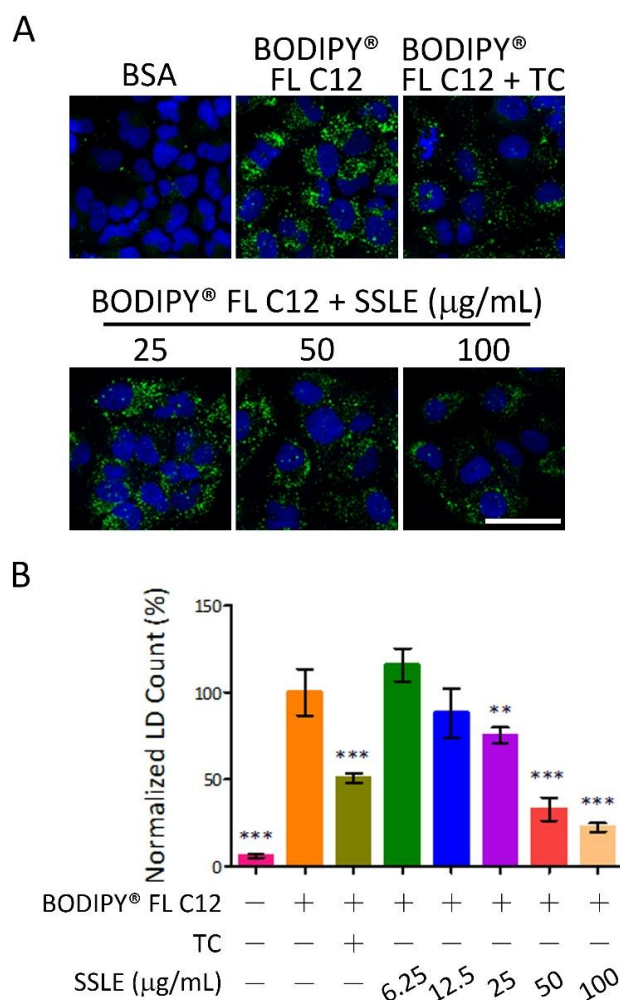 A
BSA
BODIPY®
FL C12
BODIPY®
FL C12 + TC
BODIPY® FL C12 + SSLE (μg/mL)
25 50 100
B
Normalized LD Count (%)
150
100
50
0
*** *** ** *** ***
BODIPY® FL C12 — + + + + + + +
TC — — + — — — — —
SSLE (μg/mL) — — — 6.25 12.5 25 50 100